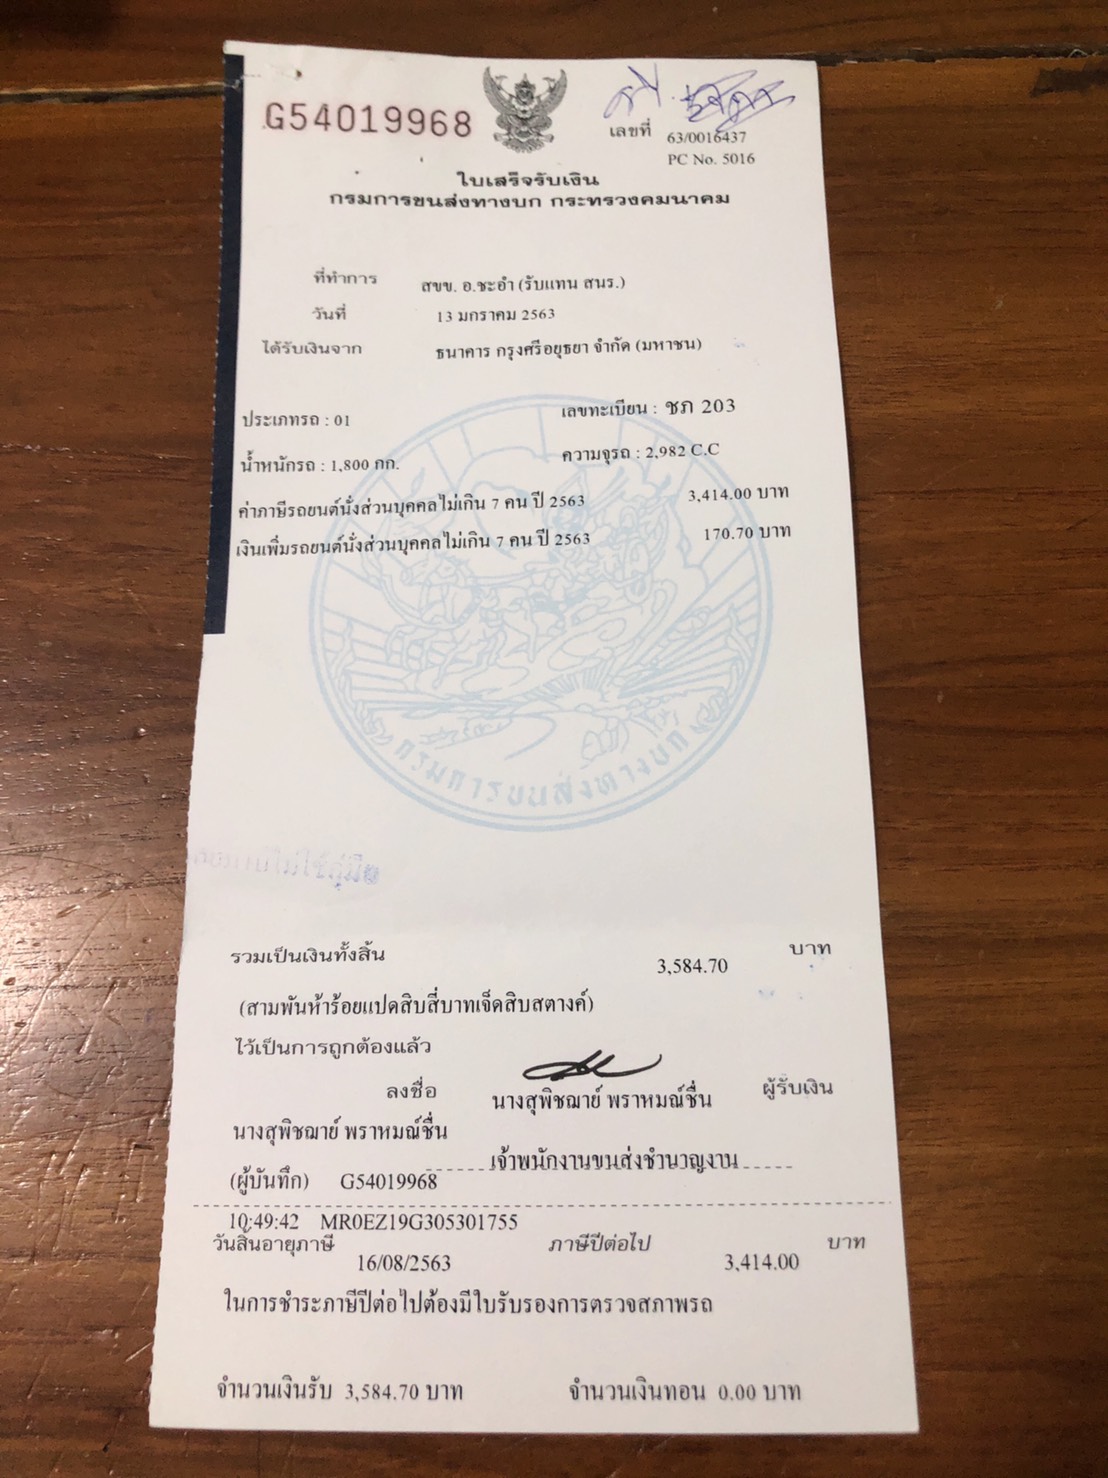 G54019968
เลขที่ 63/0016437
PC No. 5016
ใบเสร็จรับเงิน
กรมการขนส่งทางบก กระทรวงคมนาคม
ที่ทำการ สขข. อ.ชะอำ (รับแทน สนร.)
วันที่ 13 มกราคม 2563
ได้รับเงินจาก ธนาคาร กรุงศรีอยุธยา จำกัด (มหาชน)
ประเภทรถ : 01 เลขทะเบียน : ชภ 203
น้ำหนักรถ : 1,800 กก. ความจุรถ : 2,982 C.C
ค่าภาษีรถยนต์นั่งส่วนบุคคลไม่เกิน 7 คน ปี 2563 3,414.00 บาท
เงินเพิ่มรถยนต์นั่งส่วนบุคคลไม่เกิน 7 คน ปี 2563 170.70 บาท
กรมการขนส่งทางบก
รวมเป็นเงินทั้งสิ้น 3,584.70 บาท
(สามพันห้าร้อยแปดสิบสี่บาทเจ็ดสิบสตางค์)
ไว้เป็นการถูกต้องแล้ว
ลงชื่อ นางสุพิชฌาย์ พราหมณ์ชื่น ผู้รับเงิน
นางสุพิชฌาย์ พราหมณ์ชื่น
เจ้าพนักงานขนส่งชำนาญงาน
(ผู้บันทึก) G54019968
10:49:42 MR0EZ19G305301755
วันสิ้นอายุภาษี 16/08/2563 ภาษีปีต่อไป 3,414.00 บาท
ในการชำระภาษีปีต่อไปต้องมีใบรับรองการตรวจสภาพรถ
จำนวนเงินรับ 3,584.70 บาท จำนวนเงินทอน 0.00 บาท